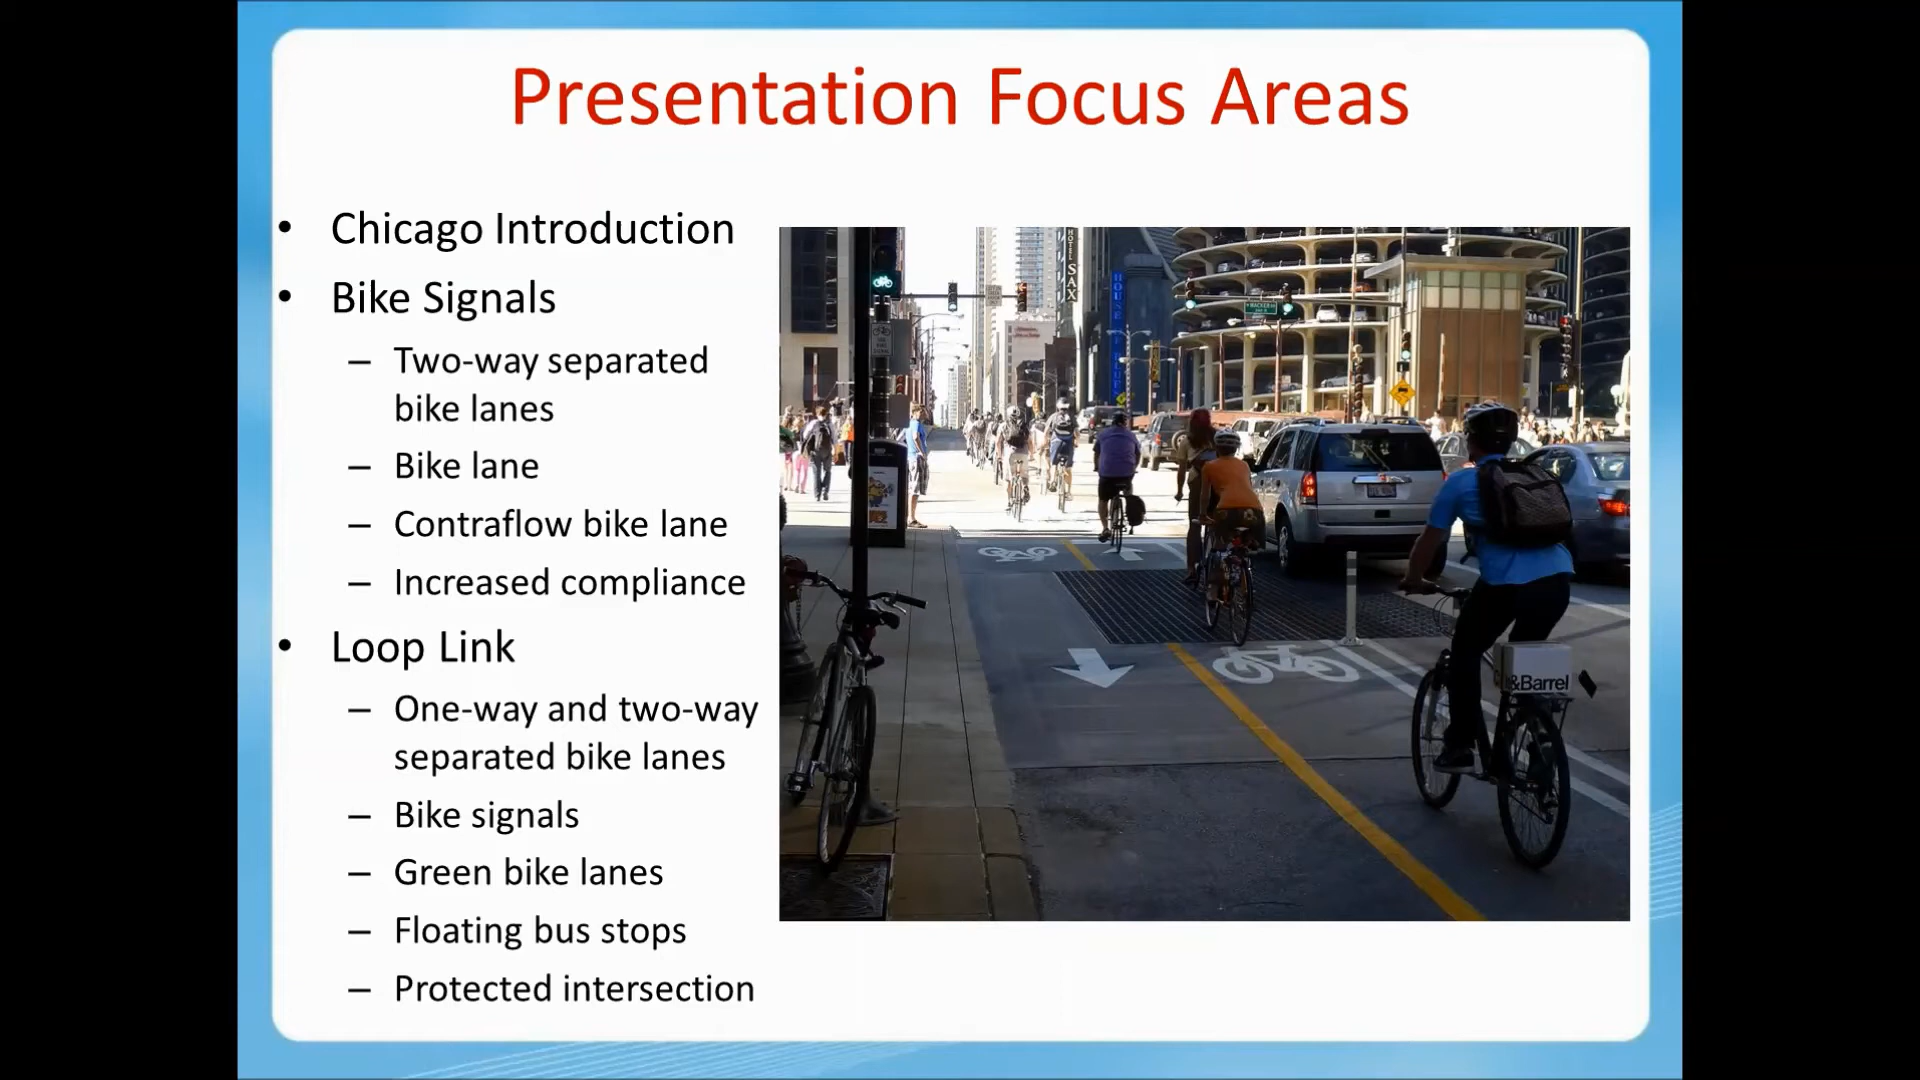 Presentation Focus Areas
• Chicago Introduction
• Bike Signals
– Two-way separated
bike lanes
– Bike lane
– Contraflow bike lane
– Increased compliance
• Loop Link
– One-way and two-way
separated bike lanes
– Bike signals
– Green bike lanes
– Floating bus stops
– Protected intersection
HOTEL SAX
HOUSE
WACKER
&Barrel